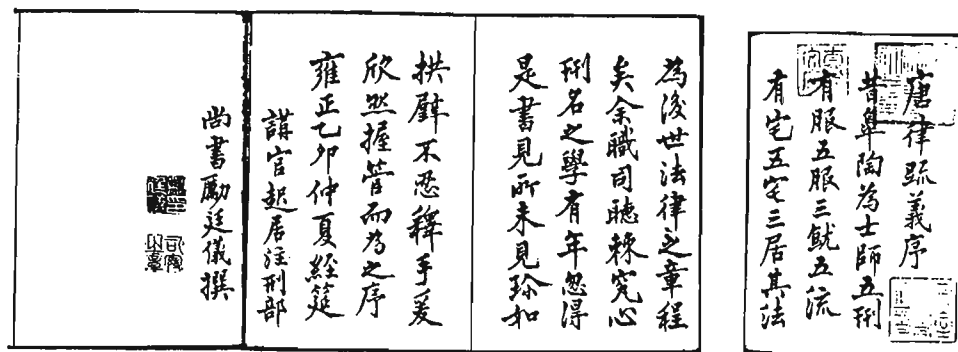 唐律疏義序
昔臯陶為士師五刑
有服五服三就五流
有宅五宅三居其法
為後世法律之章程
矣余職司聽棘究心
刑名之學有年忽得
是書見所未見珍如
拱璧不忍釋手爰
欣然握管而為之序
雍正乙卯仲夏經筵
講官起居注刑部
尚書勵廷儀撰